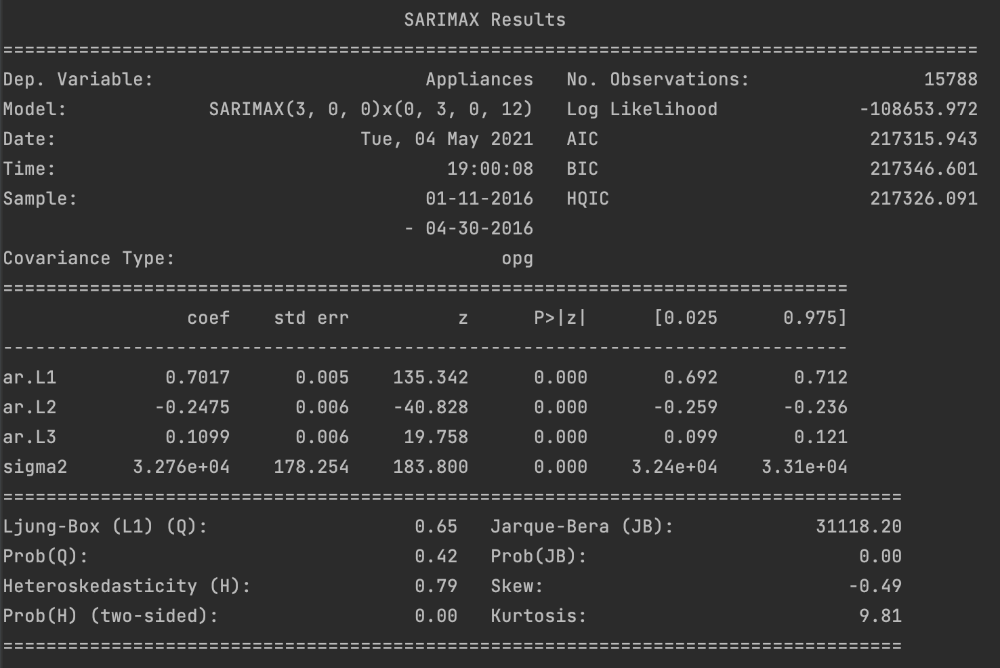 SARIMAX Results
==========================================================================================
Dep. Variable: Appliances No. Observations: 15788
Model: SARIMAX(3, 0, 0)x(0, 3, 0, 12) Log Likelihood -108653.972
Date: Tue, 04 May 2021 AIC 217315.943
Time: 19:00:08 BIC 217346.601
Sample: 01-11-2016 HQIC 217326.091
- 04-30-2016
Covariance Type: opg
==============================================================================
coef std err z P>|z| [0.025 0.975]
------------------------------------------------------------------------------
ar.L1 0.7017 0.005 135.342 0.000 0.692 0.712
ar.L2 -0.2475 0.006 -40.828 0.000 -0.259 -0.236
ar.L3 0.1099 0.006 19.758 0.000 0.099 0.121
sigma2 3.276e+04 178.254 183.800 0.000 3.24e+04 3.31e+04
===================================================================================
Ljung-Box (L1) (Q): 0.65 Jarque-Bera (JB): 31118.20
Prob(Q): 0.42 Prob(JB): 0.00
Heteroskedasticity (H): 0.79 Skew: -0.49
Prob(H) (two-sided): 0.00 Kurtosis: 9.81
===================================================================================